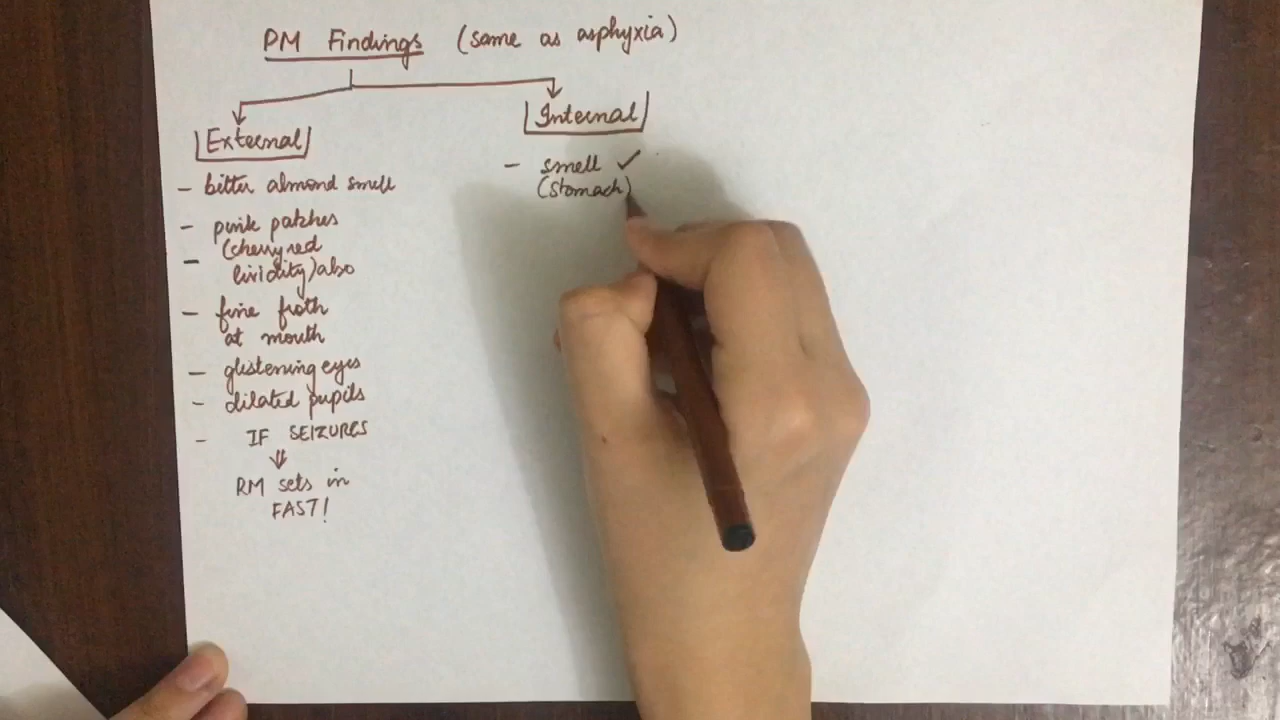 PM Findings (same as asphyxia)
External
- bitter almond smell
- pink patches
(cherry red
- lividity) also
- fine froth
at mouth
- glistening eyes
- dilated pupils
- IF SEIZURES
RM sets in
FAST!
Internal
- smell ✓
(stomach)